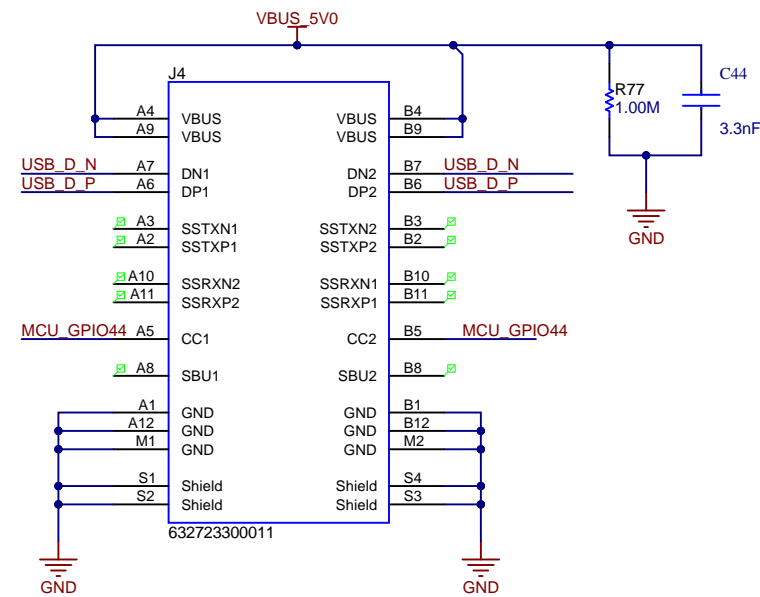 VBUS_5V0
J4
C44
R77
1.00M
3.3nF
A4 VBUS VBUS B4
A9 VBUS VBUS B9
USB_D_N A7 DN1 DN2 B7 USB_D_N
USB_D_P A6 DP1 DP2 B6 USB_D_P
A3 SSTXN1 SSTXN2 B3
A2 SSTXP1 SSTXP2 B2
GND
A10 SSRXN2 SSRXN1 B10
A11 SSRXP2 SSRXP1 B11
MCU_GPIO44 A5 CC1 CC2 B5 MCU_GPIO44
A8 SBU1 SBU2 B8
A1 GND GND B1
A12 GND GND B12
M1 GND GND M2
S1 Shield Shield S4
S2 Shield Shield S3
632723300011
GND GND